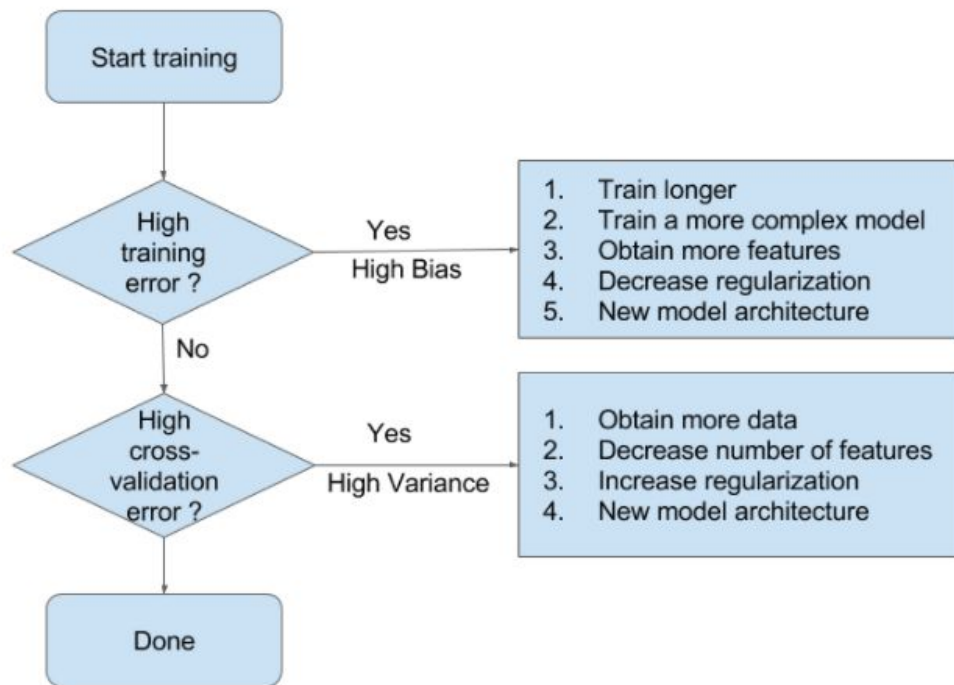 Start training
High
training
error ?
Yes
High Bias
1. Train longer
2. Train a more complex model
3. Obtain more features
4. Decrease regularization
5. New model architecture
No
High
cross-
validation
error ?
Yes
High Variance
1. Obtain more data
2. Decrease number of features
3. Increase regularization
4. New model architecture
Done